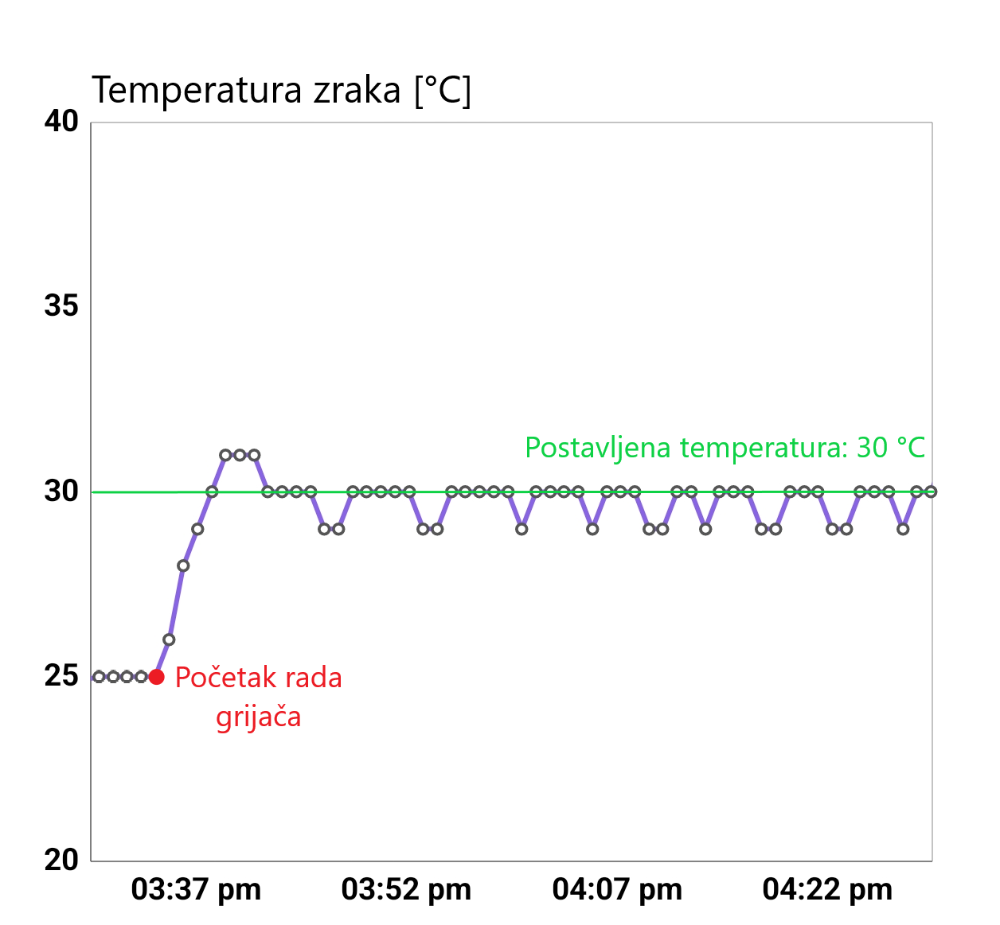 Temperatura zraka [°C]
40
35
Postavljena temperatura: 30 °C
30
25
Početak rada
grijača
20
03:37 pm 03:52 pm 04:07 pm 04:22 pm